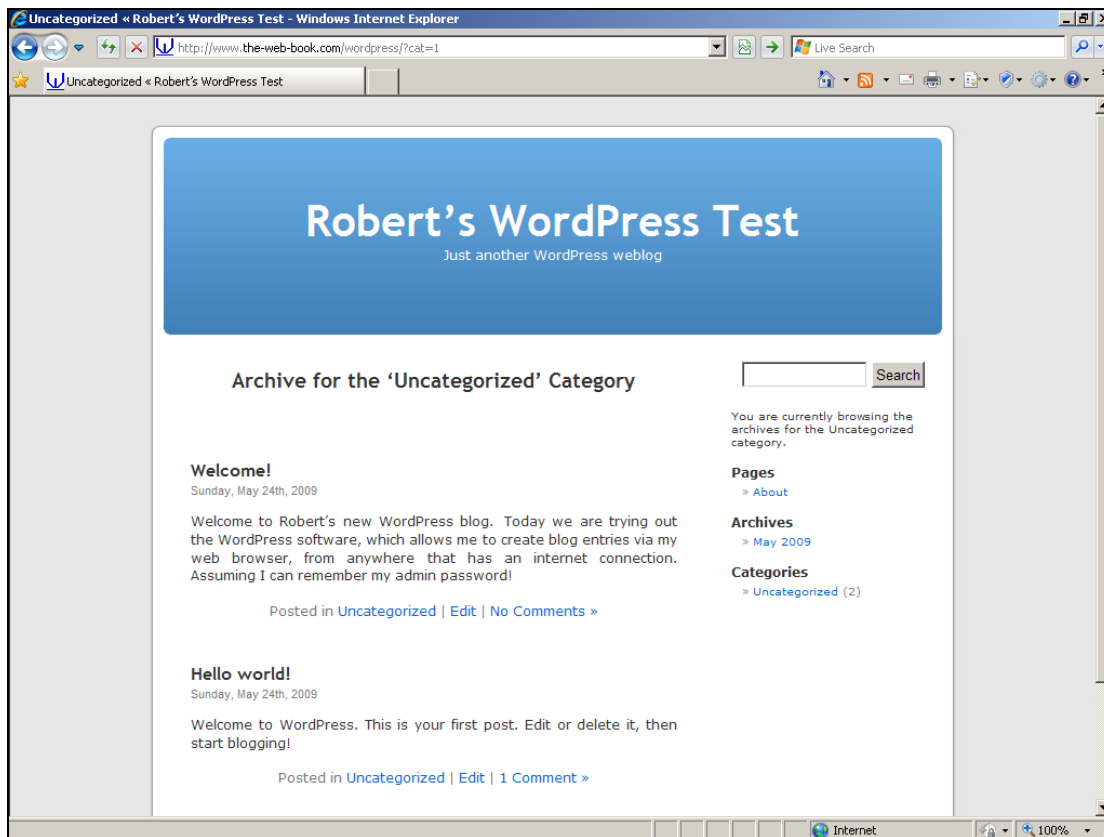 Uncategorized « Robert's WordPress Test - Windows Internet Explorer
http://www.the-web-book.com/wordpress/?cat=1
Live Search
Uncategorized « Robert's WordPress Test
Robert's WordPress Test
Just another WordPress weblog
Archive for the ‘Uncategorized’ Category
Welcome!
Sunday, May 24th, 2009
Welcome to Robert's new WordPress blog. Today we are trying out
the WordPress software, which allows me to create blog entries via my
web browser, from anywhere that has an internet connection.
Assuming I can remember my admin password!
Posted in Uncategorized | Edit | No Comments »
Hello world!
Sunday, May 24th, 2009
Welcome to WordPress. This is your first post. Edit or delete it, then
start blogging!
Posted in Uncategorized | Edit | 1 Comment »
Search
You are currently browsing the
archives for the Uncategorized
category.
Pages
» About
Archives
» May 2009
Categories
» Uncategorized (2)
Internet
100%